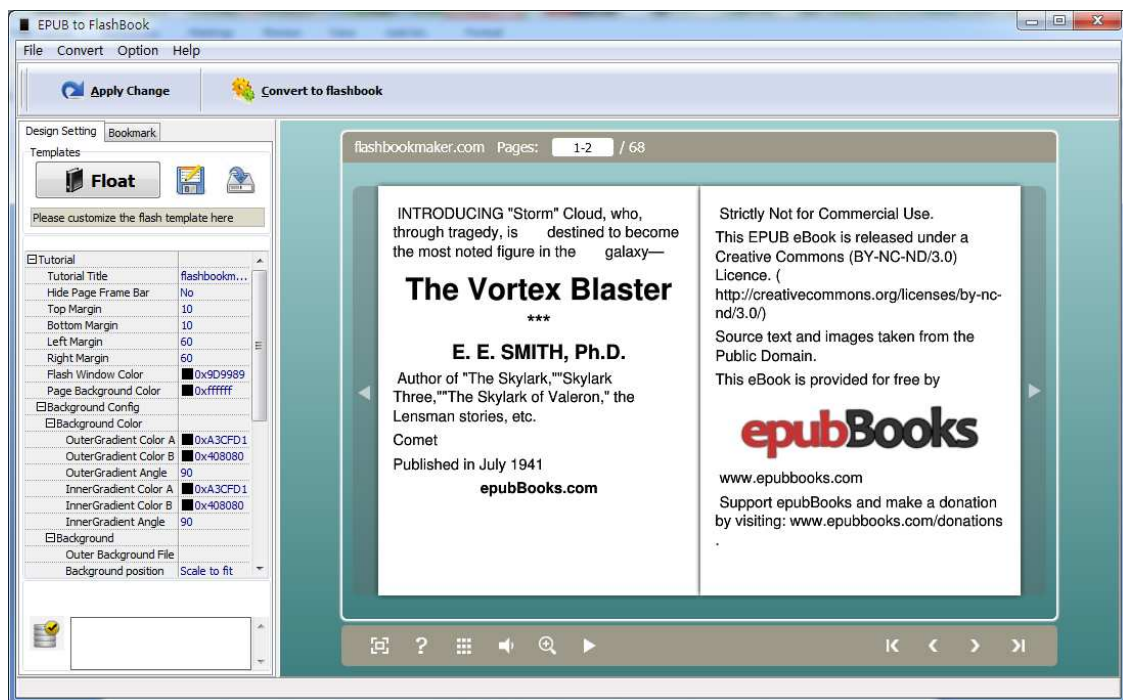 EPUB to FlashBook
File Convert Option Help
Apply Change
Convert to flashbook
Design Setting
Bookmark
Templates
Float
Please customize the flash template here
Tutorial
Tutorial Title flashbookm...
Hide Page Frame Bar No
Top Margin 10
Bottom Margin 10
Left Margin 60
Right Margin 60
Flash Window Color 0x9D9989
Page Background Color 0xffffff
Background Config
Background Color
OuterGradient Color A 0xA3CFD1
OuterGradient Color B 0x408080
OuterGradient Angle 90
InnerGradient Color A 0xA3CFD1
InnerGradient Color B 0x408080
InnerGradient Angle 90
Background
Outer Background File
Background position Scale to fit
flashbookmaker.com Pages: 1-2 / 68
INTRODUCING "Storm" Cloud, who,
through tragedy, is destined to become
the most noted figure in the galaxy—
The Vortex Blaster
***
E. E. SMITH, Ph.D.
Author of "The Skylark,""Skylark
Three,""The Skylark of Valeron," the
Lensman stories, etc.
Comet
Published in July 1941
epubBooks.com
Strictly Not for Commercial Use.
This EPUB eBook is released under a
Creative Commons (BY-NC-ND/3.0)
Licence. (
http://creativecommons.org/licenses/by-nc-
nd/3.0/)
Source text and images taken from the
Public Domain.
This eBook is provided for free by
epubBooks
www.epubbooks.com
Support epubBooks and make a donation
by visiting: www.epubbooks.com/donations
.